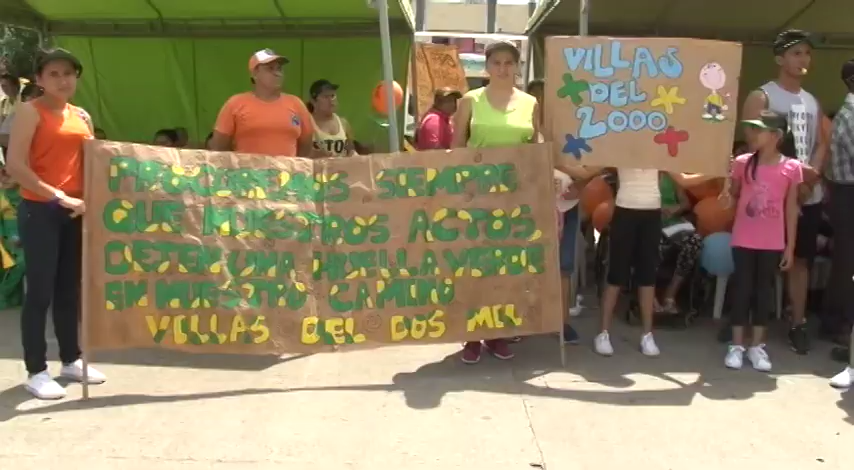 PROCUREMOS SIEMPRE
QUE NUESTROS ACTOS,
DEJEN UNA HUELLA VERDE
EN NUESTRO CAMINO
VILLAS DEL DOS MIL
VILLAS
DEL
2000